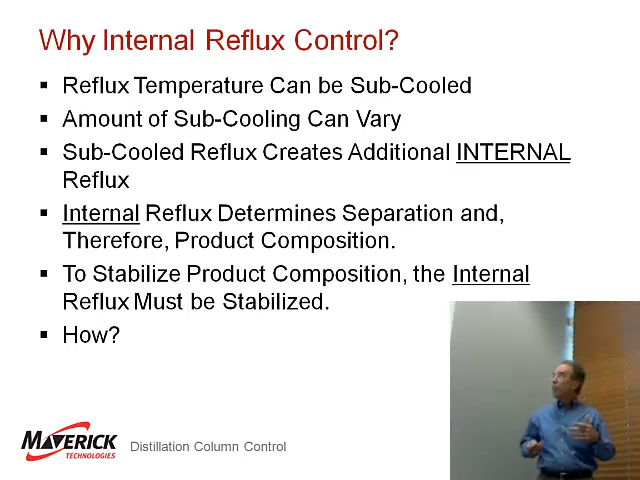 Why Internal Reflux Control?
▪ Reflux Temperature Can be Sub-Cooled
▪ Amount of Sub-Cooling Can Vary
▪ Sub-Cooled Reflux Creates Additional INTERNAL
Reflux
▪ Internal Reflux Determines Separation and,
Therefore, Product Composition.
▪ To Stabilize Product Composition, the Internal
Reflux Must be Stabilized.
▪ How?
MAVERICK
TECHNOLOGIES
Distillation Column Control